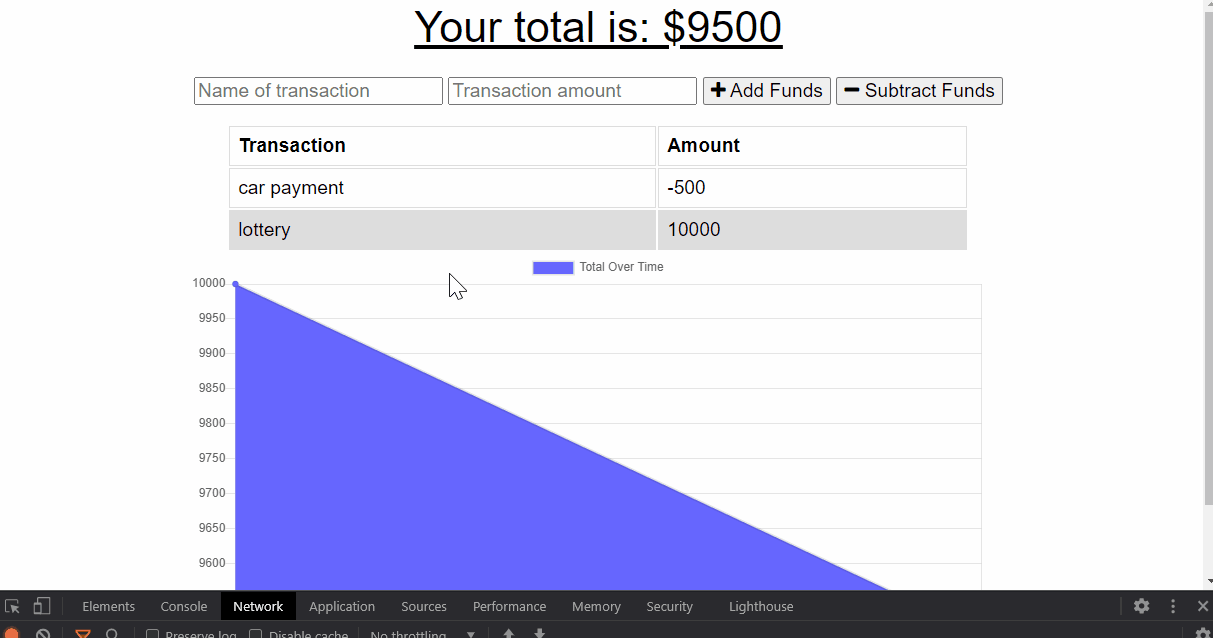 Your total is: $9500
Name of transaction Transaction amount Add Funds Subtract Funds
Transaction Amount
car payment -500
lottery 10000
Total Over Time
10000
9950
9900
9850
9800
9750
9700
9650
9600
Elements Console Network Application Sources Performance Memory Security Lighthouse
Preserve log Disable cache No throttling